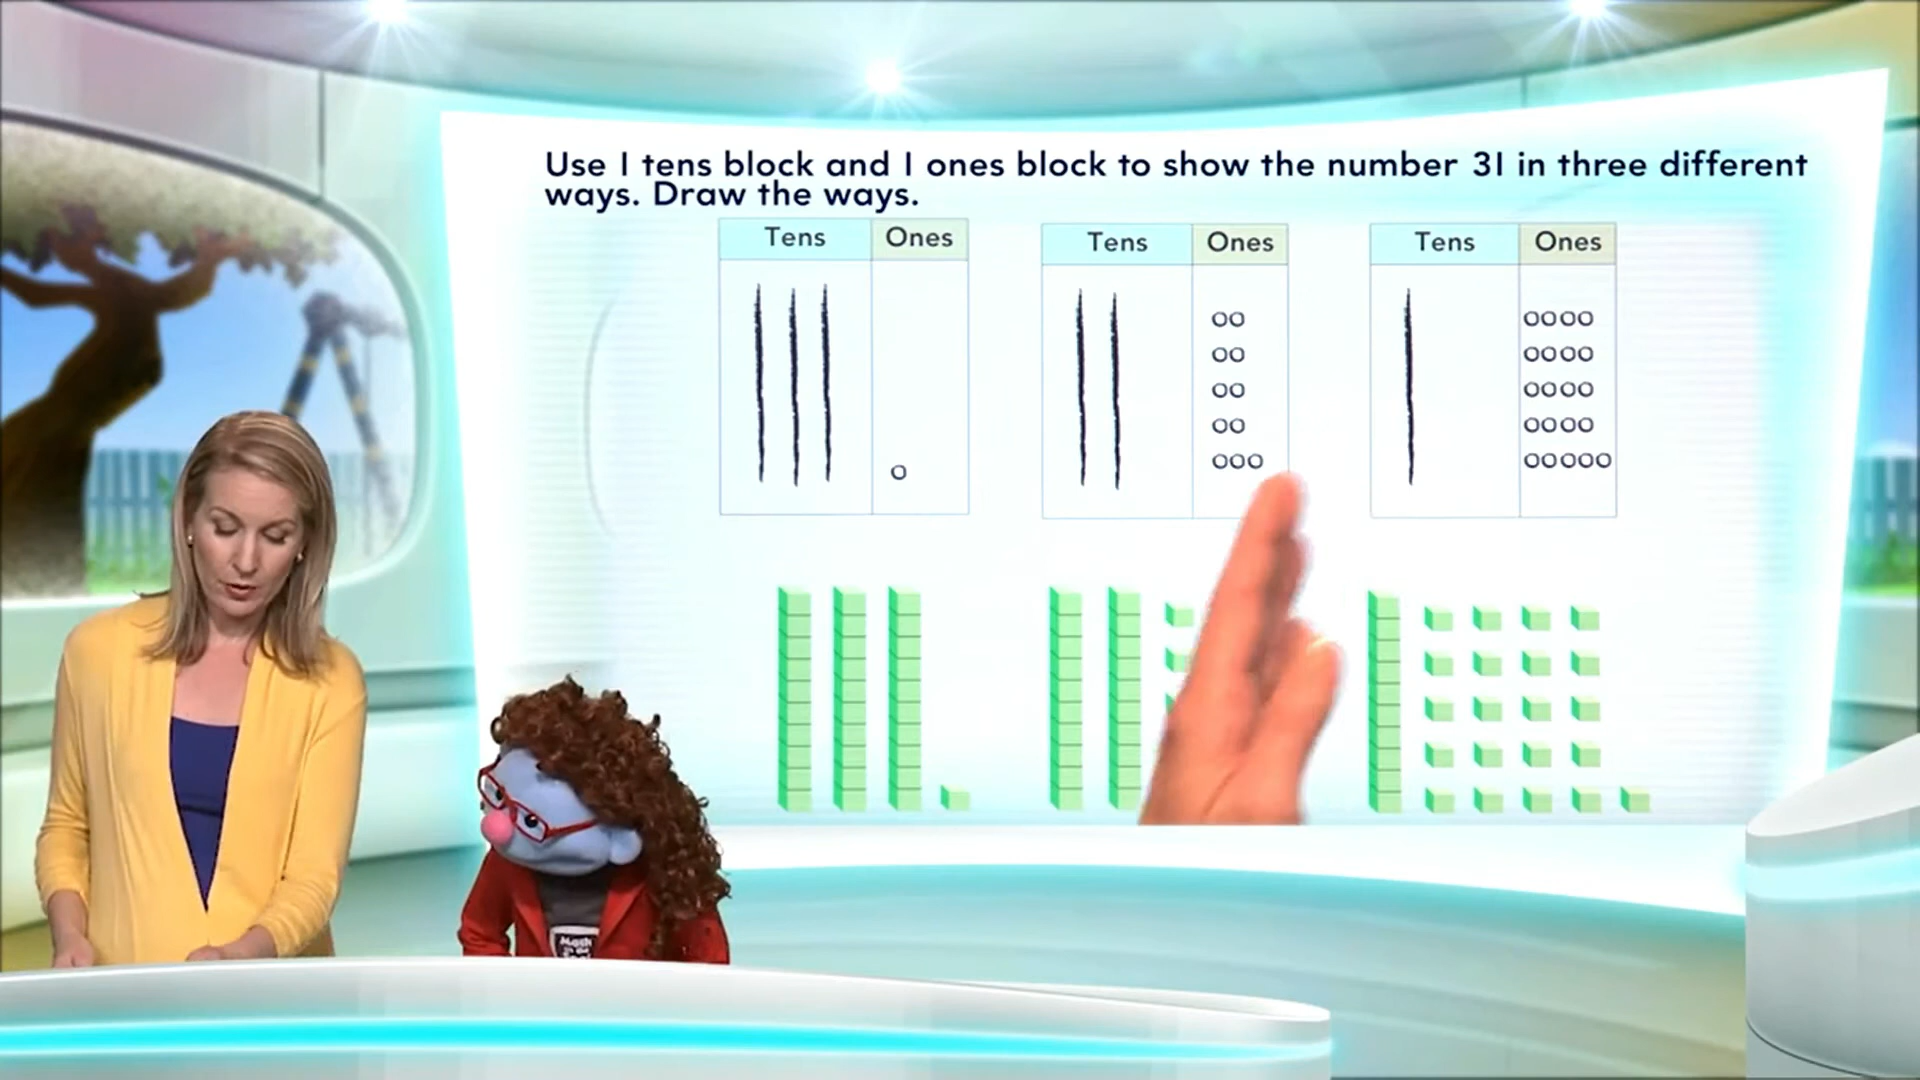 Use 1 tens block and 1 ones block to show the number 31 in three different
ways. Draw the ways.
Tens Ones
Tens Ones
Tens Ones
Math